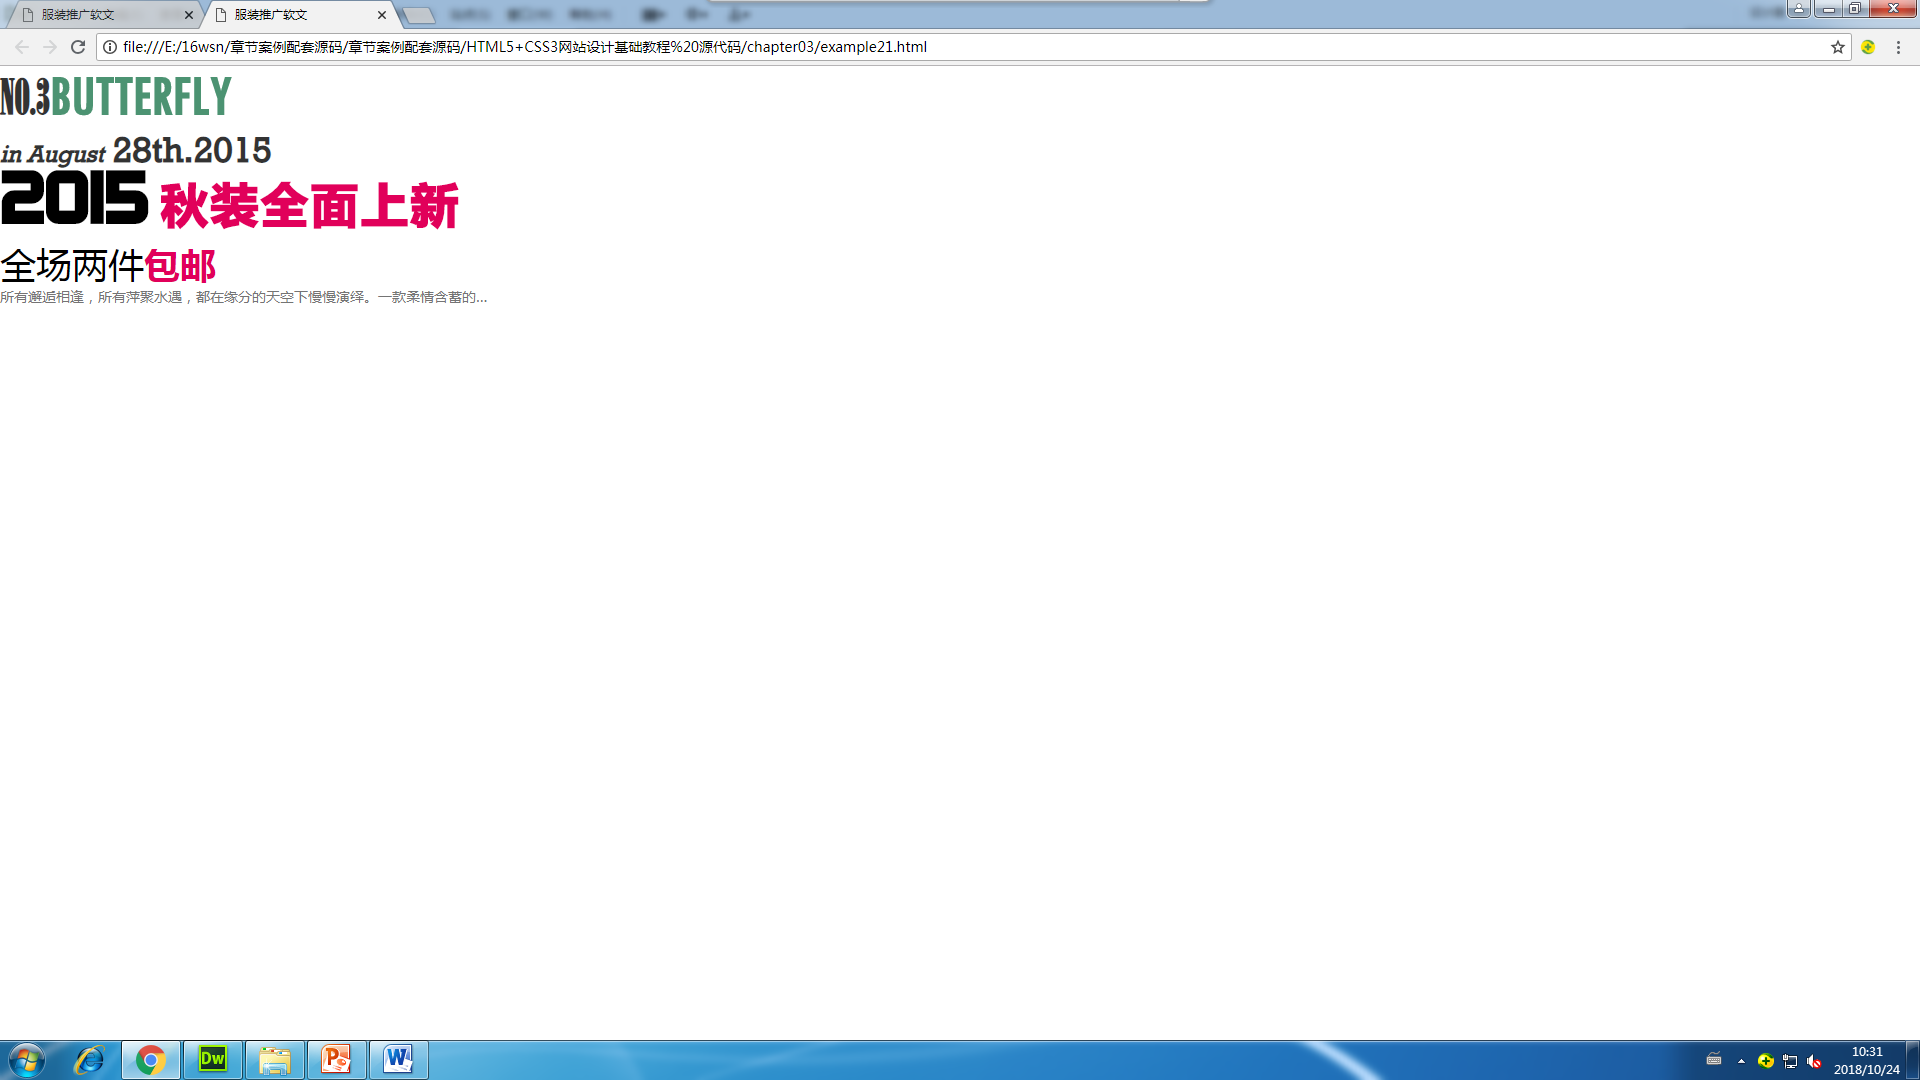 服装推广软文
服装推广软文
file:///E:/16wsn/章节案例配套源码/章节案例配套源码/HTML5+CSS3网站设计基础教程%20源代码/chapter03/example21.html
NO.3BUTTERFLY
in August 28th.2015
2015 秋装全面上新
全场两件包邮
所有邂逅相逢，所有萍聚水遇，都在缘分的天空下慢慢演绎。一款柔情含蓄的...
Dw
10:31
2018/10/24